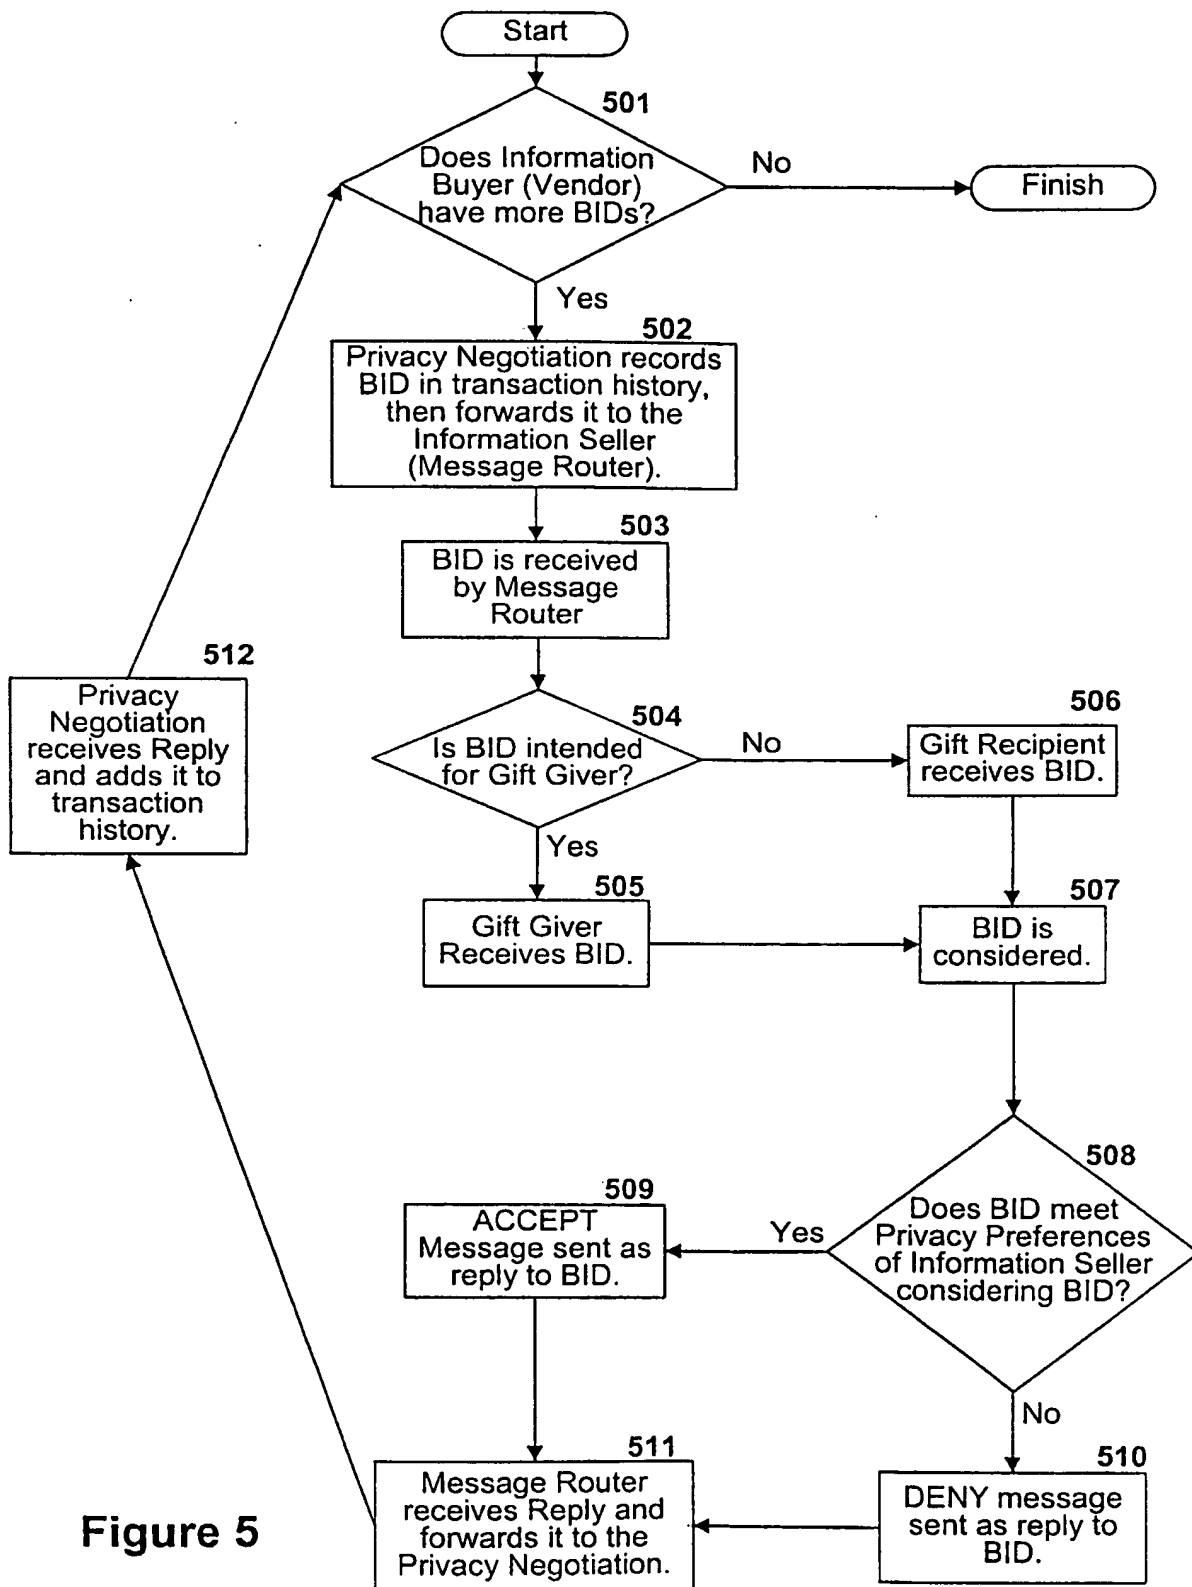 Start
501
Does Information
Buyer (Vendor)
have more BIDs?
No
Finish
Yes
502
Privacy Negotiation records
BID in transaction history,
then forwards it to the
Information Seller
(Message Router).
503
BID is received
by Message
Router
512
Privacy
Negotiation
receives Reply
and adds it to
transaction
history.
504
Is BID intended
for Gift Giver?
No
506
Gift Recipient
receives BID.
Yes
505
Gift Giver
Receives BID.
507
BID is
considered.
508
Does BID meet
Privacy Preferences
of Information Seller
considering BID?
Yes
509
ACCEPT
Message sent as
reply to BID.
No
510
DENY message
sent as reply to
BID.
511
Message Router
receives Reply and
forwards it to the
Privacy Negotiation.
Figure 5